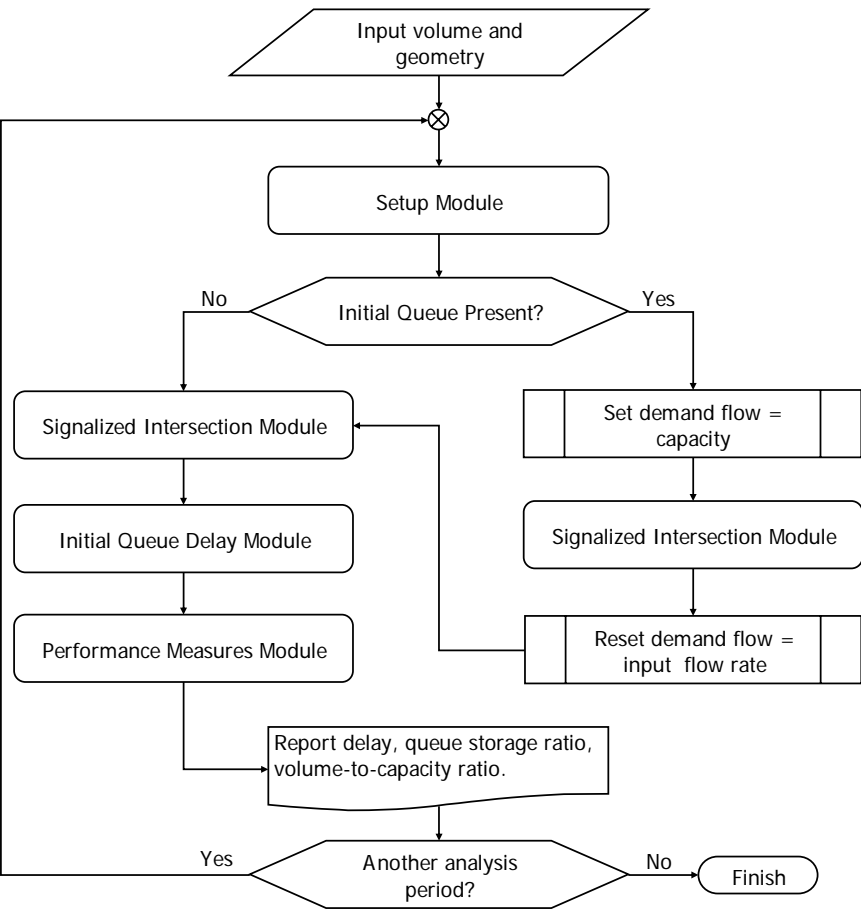 Input volume and
geometry
Setup Module
No
Initial Queue Present?
Yes
Signalized Intersection Module
Set demand flow =
capacity
Initial Queue Delay Module
Signalized Intersection Module
Performance Measures Module
Reset demand flow =
input flow rate
Report delay, queue storage ratio,
volume-to-capacity ratio.
Yes
Another analysis
period?
No
Finish